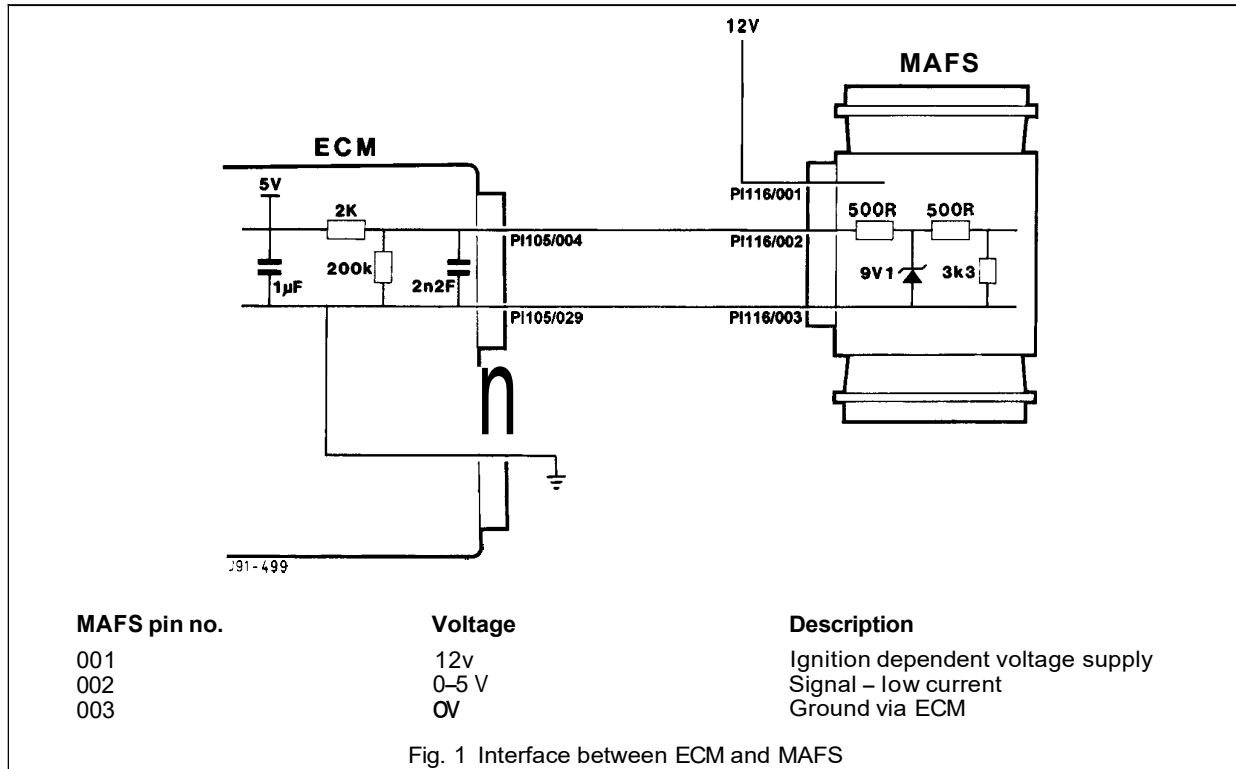 12V
MAFS
ECM
5V
2K
200k
1µF
2n2F
PI105/004
PI105/029
PI116/001
PI116/002
PI116/003
500R 500R
9V1
3k3
n
J91-499
MAFS pin no. Voltage Description
001 12v Ignition dependent voltage supply
002 0–5 V Signal – low current
003 OV Ground via ECM
Fig. 1 Interface between ECM and MAFS